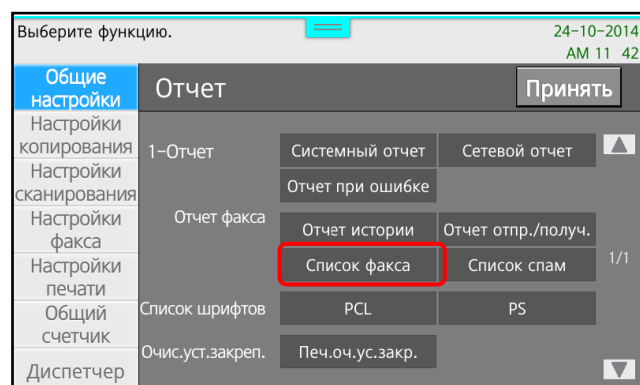 Выберите функцию.
24-10-2014
AM 11 42
Общие
настройки
Отчет
Принять
Настройки
копирования
Настройки
сканирования
Настройки
факса
Настройки
печати
Общий
счетчик
Диспетчер
1-Отчет
Системный отчет
Сетевой отчет
Отчет при ошибке
Отчет факса
Отчет истории
Отчет отпр./получ.
Список факса
Список спам
1/1
Список шрифтов
PCL
PS
Очис.уст.закреп.
Печ.оч.ус.закр.